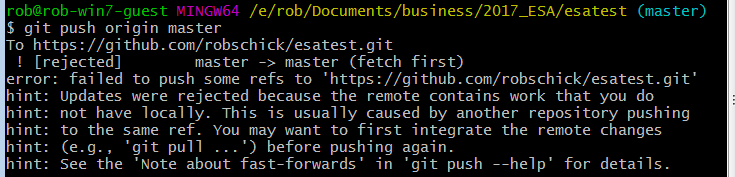 rob@rob-win7-guest MINGW64 /e/rob/Documents/business/2017_ESA/esatest (master)
$ git push origin master
To https://github.com/robschick/esatest.git
 ! [rejected]        master -> master (fetch first)
error: failed to push some refs to 'https://github.com/robschick/esatest.git'
hint: Updates were rejected because the remote contains work that you do
hint: not have locally. This is usually caused by another repository pushing
hint: to the same ref. You may want to first integrate the remote changes
hint: (e.g., 'git pull ...') before pushing again.
hint: See the 'Note about fast-forwards' in 'git push --help' for details.